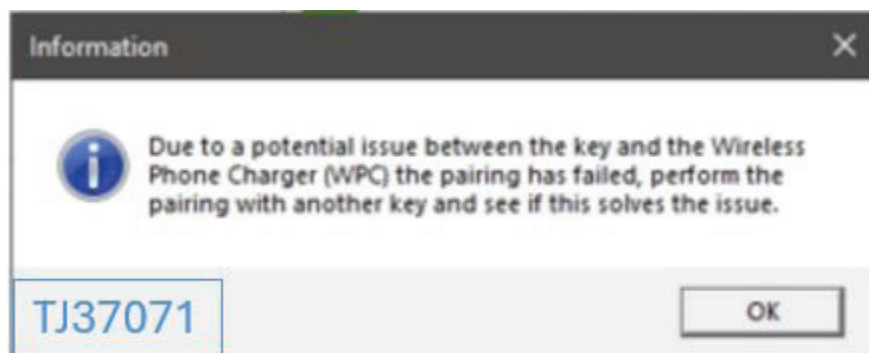 Information
Due to a potential issue between the key and the Wireless
Phone Charger (WPC) the pairing has failed, perform the
pairing with another key and see if this solves the issue.
TJ37071
OK